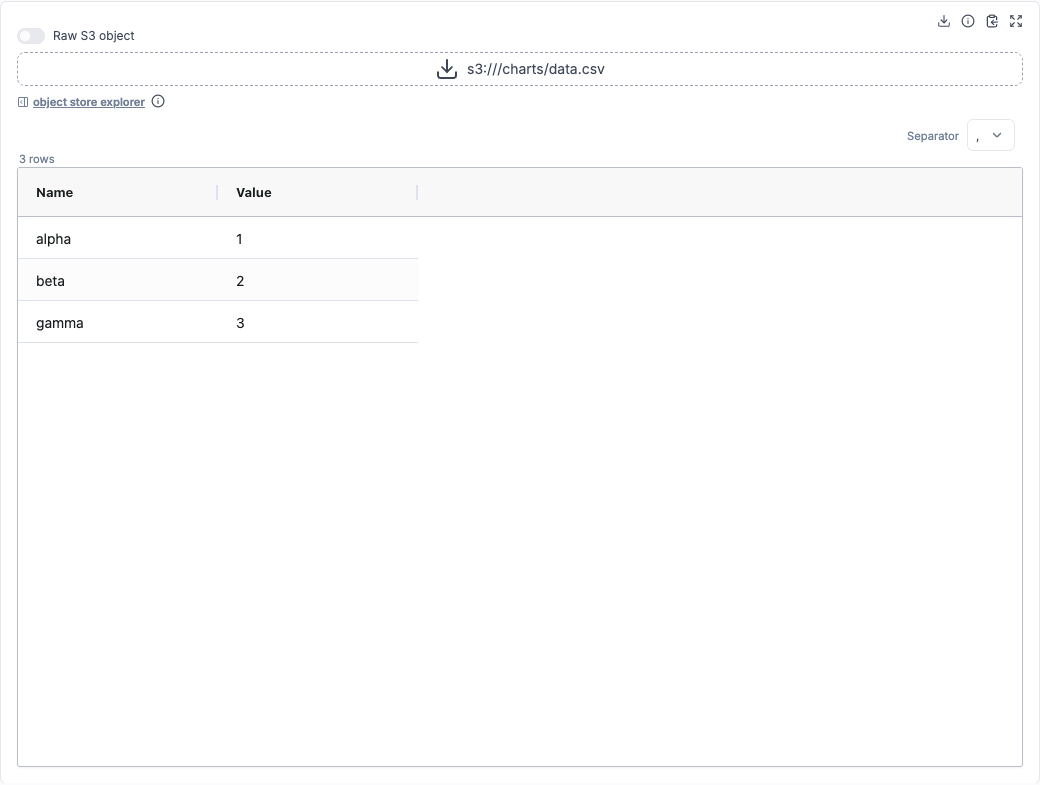 Raw S3 object
s3:///charts/data.csv
object store explorer
Separator ,
3 rows
Name Value
alpha 1
beta 2
gamma 3